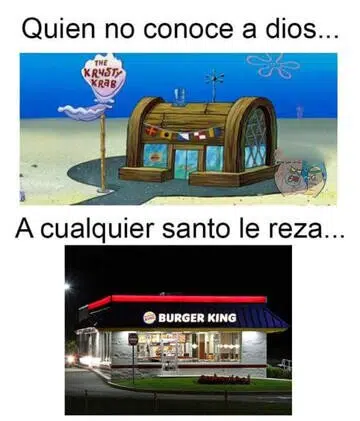 Quien no conoce a dios...
THE
KRUSTY
KRAB
A cualquier santo le reza...
BURGER KING